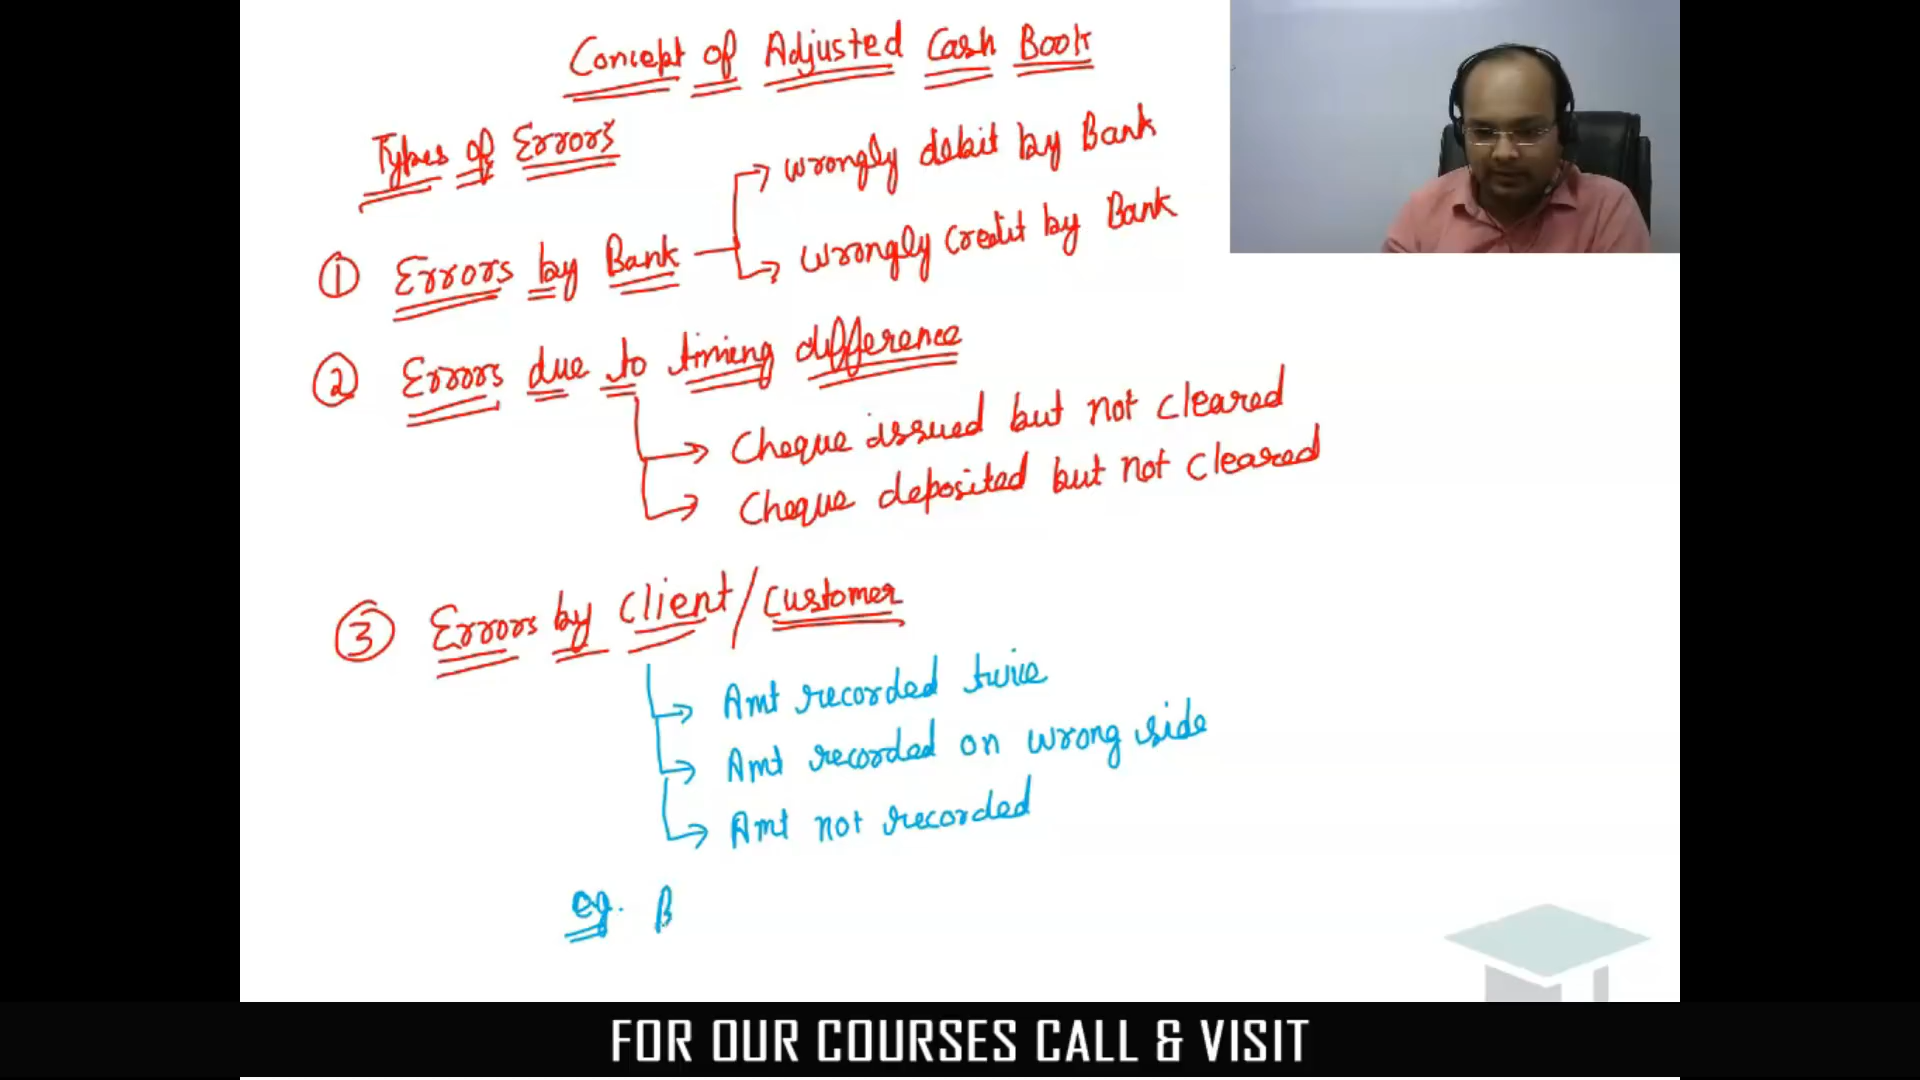 Concept of Adjusted Cash Book
Types of Errors
① Errors by Bank → wrongly debit by Bank
→ wrongly credit by Bank
② Errors due to timing difference
→ Cheque issued but not cleared
→ Cheque deposited but not cleared
③ Errors by Client/Customer
→ Amt recorded twice
→ Amt recorded on wrong side
→ Amt not recorded
eg. B
FOR OUR COURSES CALL & VISIT